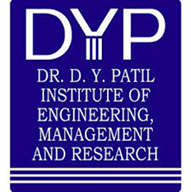 DYP
DR. D. Y. PATIL
INSTITUTE OF
ENGINEERING,
MANAGEMENT
AND RESEARCH